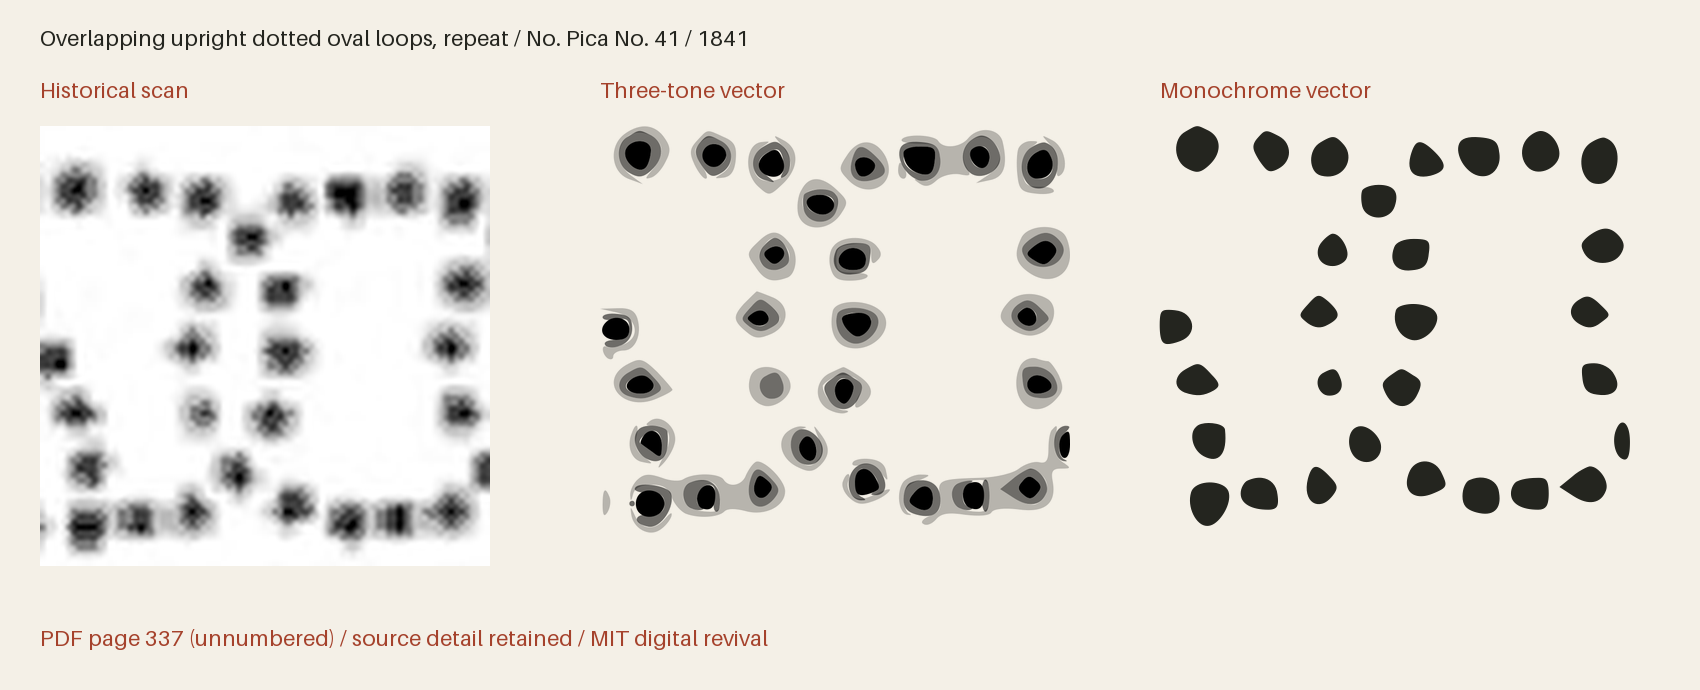 Overlapping upright dotted oval loops, repeat / No. Pica No. 41 / 1841
Historical scan
Three-tone vector
Monochrome vector
PDF page 337 (unnumbered) / source detail retained / MIT digital revival